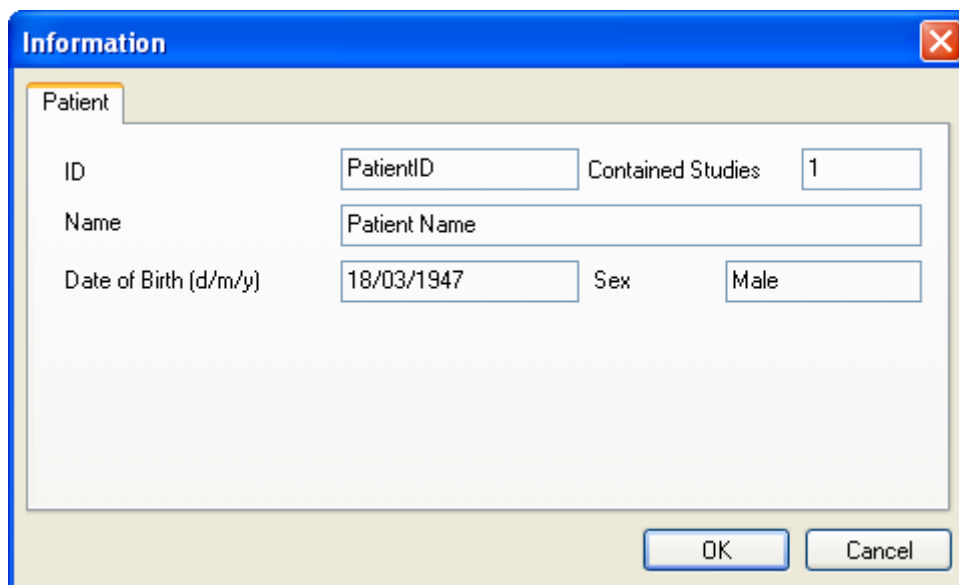 Information
Patient
ID PatientID Contained Studies 1
Name Patient Name
Date of Birth (d/m/y) 18/03/1947 Sex Male
OK Cancel